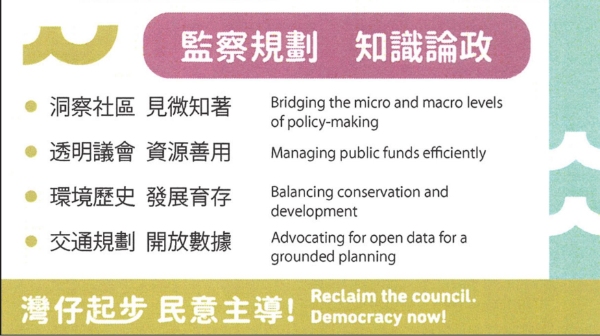 監察規劃 知識論政
洞察社區 見微知著
Bridging the micro and macro levels
of policy-making
透明議會 資源善用
Managing public funds efficiently
環境歷史 發展育存
Balancing conservation and
development
交通規劃 開放數據
Advocating for open data for a
grounded planning
灣仔起步 民意主導!
Reclaim the council.
Democracy now!